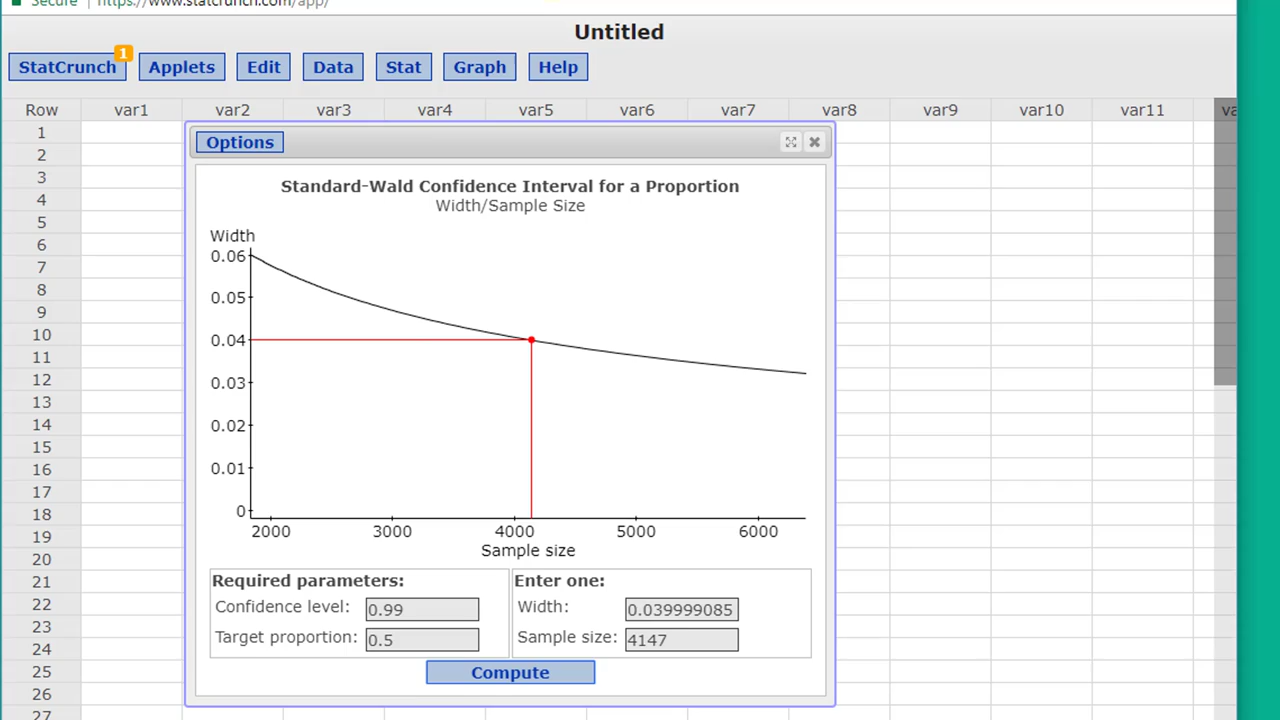 Secure | https://www.statcrunch.com/app/
Untitled
StatCrunch 1 Applets Edit Data Stat Graph Help
Row var1 var2 var3 var4 var5 var6 var7 var8 var9 var10 var11 va
1
2
3
4
5
6
7
8
9
10
11
12
13
14
15
16
17
18
19
20
21
22
23
24
25
26
27
Options
Standard-Wald Confidence Interval for a Proportion
Width/Sample Size
Width
0.06
0.05
0.04
0.03
0.02
0.01
0
2000 3000 4000 5000 6000
Sample size
Required parameters: Enter one:
Confidence level: 0.99 Width: 0.039999085
Target proportion: 0.5 Sample size: 4147
Compute